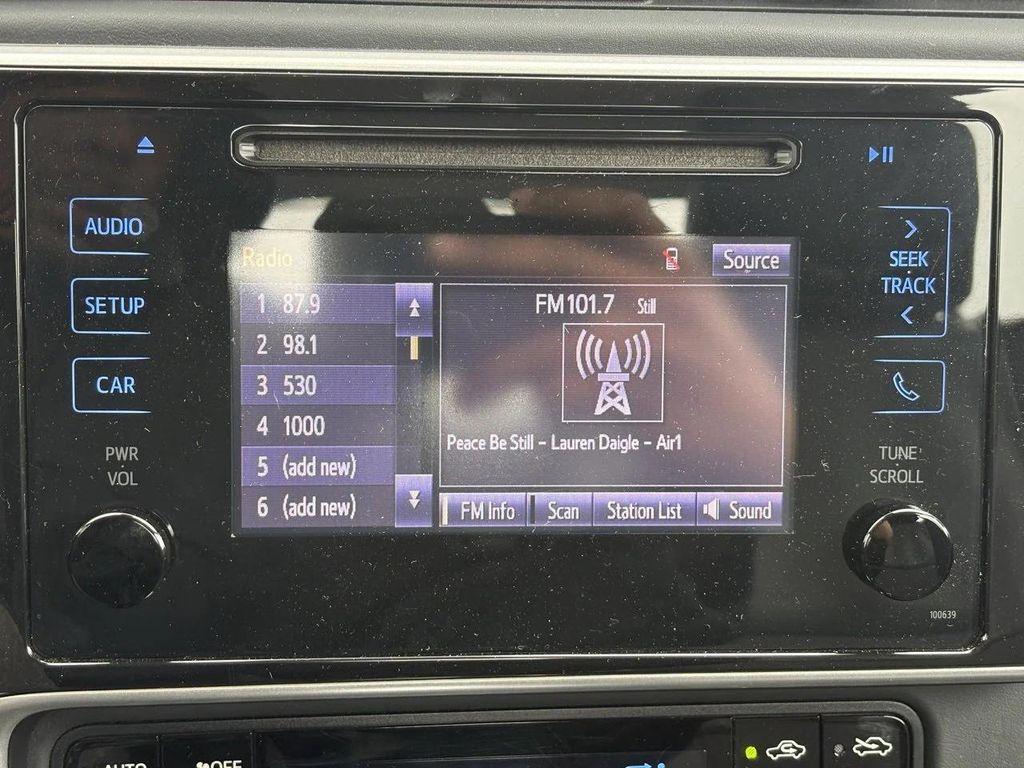 AUDIO
SETUP
CAR
PWR
VOL
Radio
Source
1 87.9
2 98.1
3 530
4 1000
5 (add new)
6 (add new)
FM101.7 Still
Peace Be Still - Lauren Daigle - Air1
FM Info
Scan
Station List
Sound
SEEK
TRACK
TUNE
SCROLL
100639
AUTO
OFF